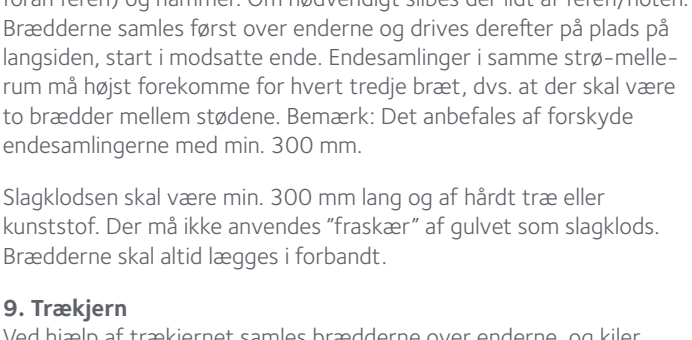 foran feren) og hammer. Om nødvendigt slibes der lidt af feren/noten.
Brædderne samles først over enderne og drives derefter på plads på
langsiden, start i modsatte ende. Endesamlinger i samme strø-melle-
rum må højst forekomme for hvert tredje bræt, dvs. at der skal være
to brædder mellem stødene. Bemærk: Det anbefales af forskyde
endesamlingerne med min. 300 mm.
Slagklodsen skal være min. 300 mm lang og af hårdt træ eller
kunststof. Der må ikke anvendes ”fraskær” af gulvet som slagklods.
Brædderne skal altid lægges i forbandt.
9. Trækjern
Ved hjælp af trækjernet samles brædderne over enderne, og kiler